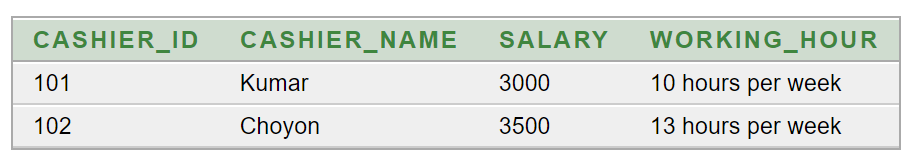 CASHIER_ID CASHIER_NAME SALARY WORKING_HOUR
101 Kumar 3000 10 hours per week
102 Choyon 3500 13 hours per week